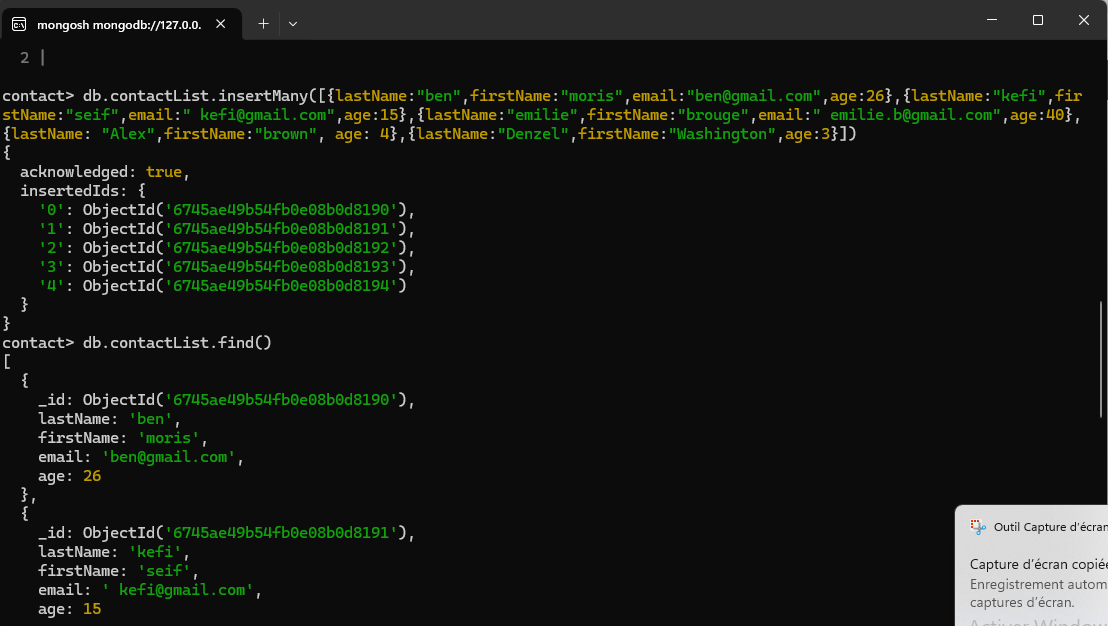 mongosh mongodb://127.0.0.
2
contact> db.contactList.insertMany([{lastName:"ben",firstName:"moris",email:"ben@gmail.com",age:26},{lastName:"kefi",fir
stName:"seif",email:" kefi@gmail.com",age:15},{lastName:"emilie",firstName:"brouge",email:" emilie.b@gmail.com",age:40},
{lastName: "Alex",firstName:"brown", age: 4},{lastName:"Denzel",firstName:"Washington",age:3}])
{
  acknowledged: true,
  insertedIds: {
    '0': ObjectId('6745ae49b54fb0e08b0d8190'),
    '1': ObjectId('6745ae49b54fb0e08b0d8191'),
    '2': ObjectId('6745ae49b54fb0e08b0d8192'),
    '3': ObjectId('6745ae49b54fb0e08b0d8193'),
    '4': ObjectId('6745ae49b54fb0e08b0d8194')
  }
}
contact> db.contactList.find()
[
  {
    _id: ObjectId('6745ae49b54fb0e08b0d8190'),
    lastName: 'ben',
    firstName: 'moris',
    email: 'ben@gmail.com',
    age: 26
  },
  {
    _id: ObjectId('6745ae49b54fb0e08b0d8191'),
    lastName: 'kefi',
    firstName: 'seif',
    email: ' kefi@gmail.com',
    age: 15
Outil Capture d'écran
Capture d'écran copiée
Enregistrement autom
captures d'écran.
Activer Window